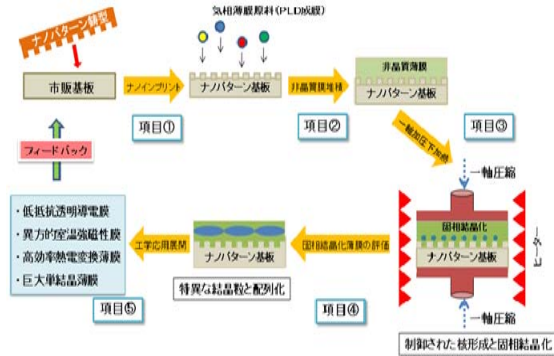 気相薄膜原料(PLD成膜)
ナノパターン鋳型
市販基板
ナノインプリント
ナノパターン基板
非晶質膜堆積
非晶質薄膜
ナノパターン基板
項目①
項目②
一軸加圧下加熱
項目③
一軸圧縮
固相結晶化
ナノパターン基板
ヒーター
一軸圧縮
制御された核形成と固相結晶化
固相結晶化薄膜の評価
項目④
ナノパターン基板
特異な結晶粒と配列化
工学応用展開
項目⑤
・低抵抗透明導電膜
・異方的室温強磁性膜
・高効率熱電変換薄膜
・巨大単結晶薄膜
フィードバック